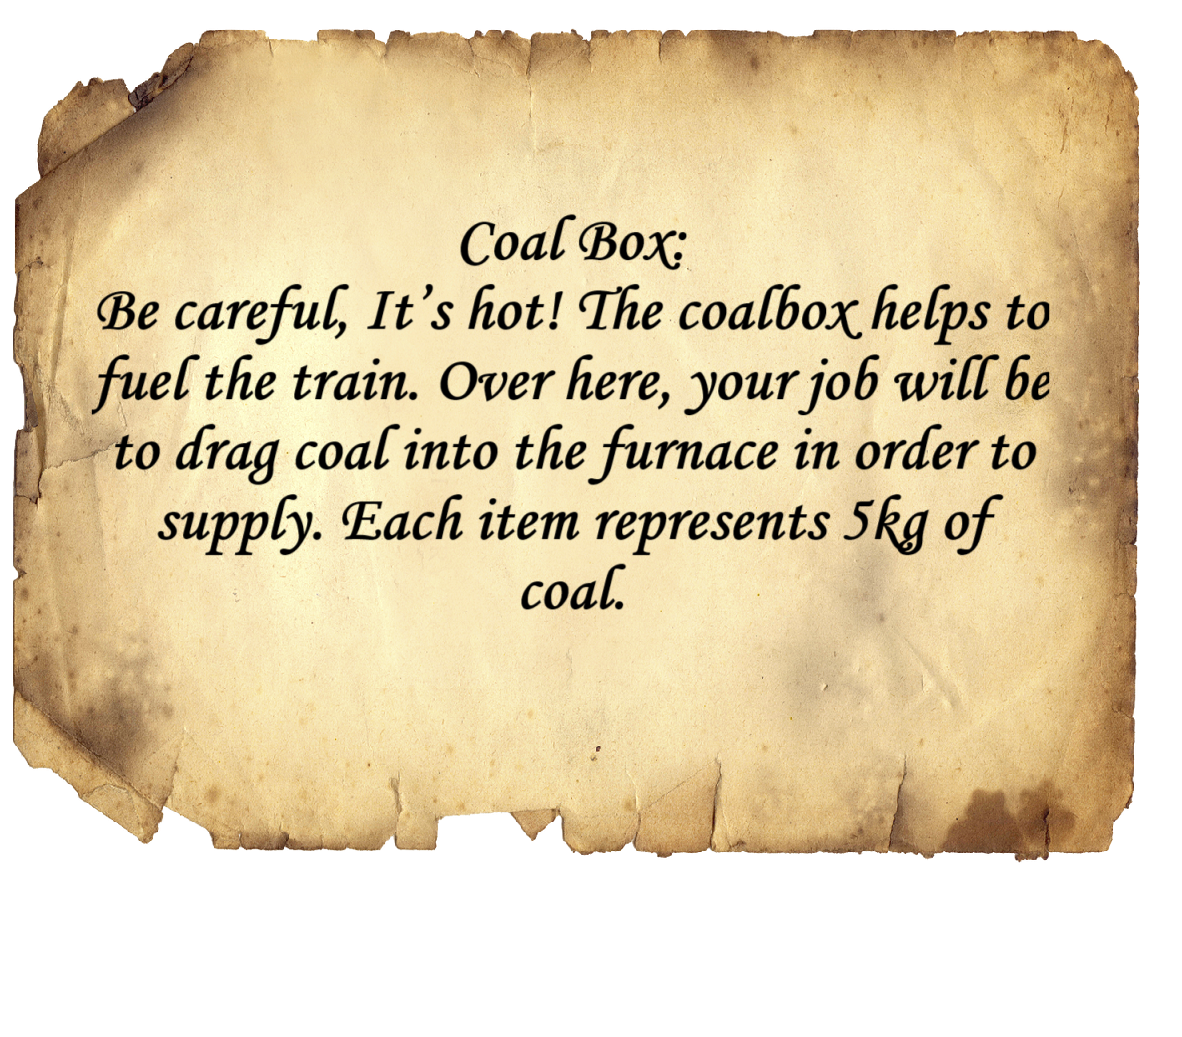 Coal Box:
Be careful, It’s hot! The coalbox helps to
fuel the train. Over here, your job will be
to drag coal into the furnace in order to
supply. Each item represents 5kg of
coal.